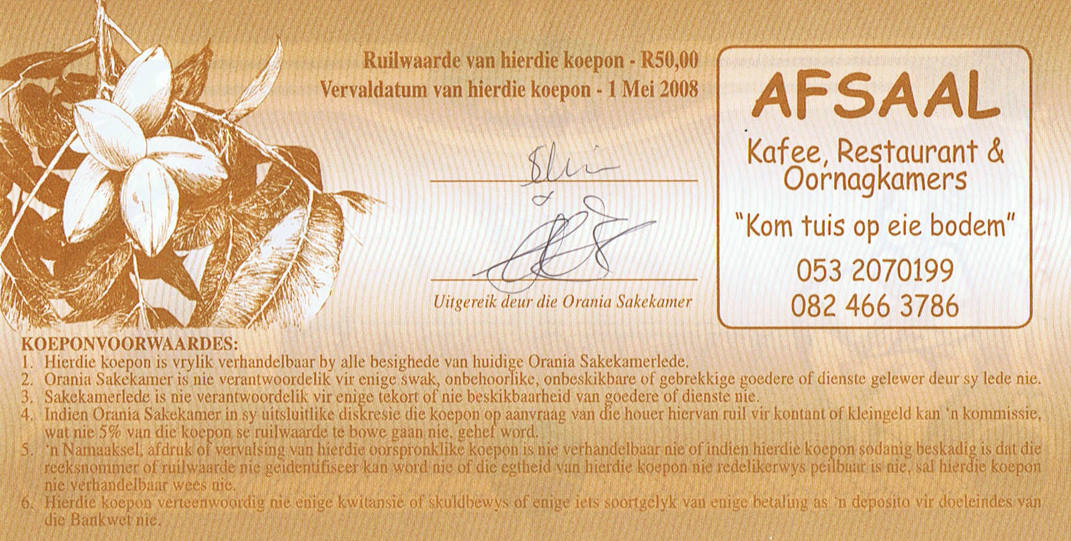 Ruilwaarde van hierdie koepon - R50,00
Vervaldatum van hierdie koepon - 1 Mei 2008
Uitgereik deur die Orania Sakekamer
AFSAAL
Kafee, Restaurant &
Oornagkamers
"Kom tuis op eie bodem"
053 2070199
082 466 3786
KOEPONVOORWAARDES:
1. Hierdie koepon is vrylik verhandelbaar by alle besighede van huidige Orania Sakekamerlede.
2. Orania Sakekamer is nie verantwoordelik vir enige swak, onbehoorlike, onbeskikbare of gebrekkige goedere of dienste gelewer deur sy lede nie.
3. Sakekamerlede is nie verantwoordelik vir enige tekort of nie beskikbaarheid van goedere of dienste nie.
4. Indien Orania Sakekamer in sy uitsluitlike diskresie die koepon op aanvraag van die houer hiervan ruil vir kontant of kleingeld kan 'n kommissie,
wat nie 5% van die koepon se ruilwaarde te bowe gaan nie, gehef word.
5. 'n Namaaksel, afdruk of vervalsing van hierdie oorspronklike koepon is nie verhandelbaar nie of indien hierdie koepon sodanig beskadig is dat die
reeksnommer of ruilwaarde nie geïdentifiseer kan word nie of die egtheid van hierdie koepon nie redelikerwys peilbaar is nie, sal hierdie koepon
nie verhandelbaar wees nie.
6. Hierdie koepon verteenwoordig nie enige kwitansie of skuldbewys of enige iets soortgelyk van enige betaling as 'n deposito vir doeleindes van
die Bankwet nie.